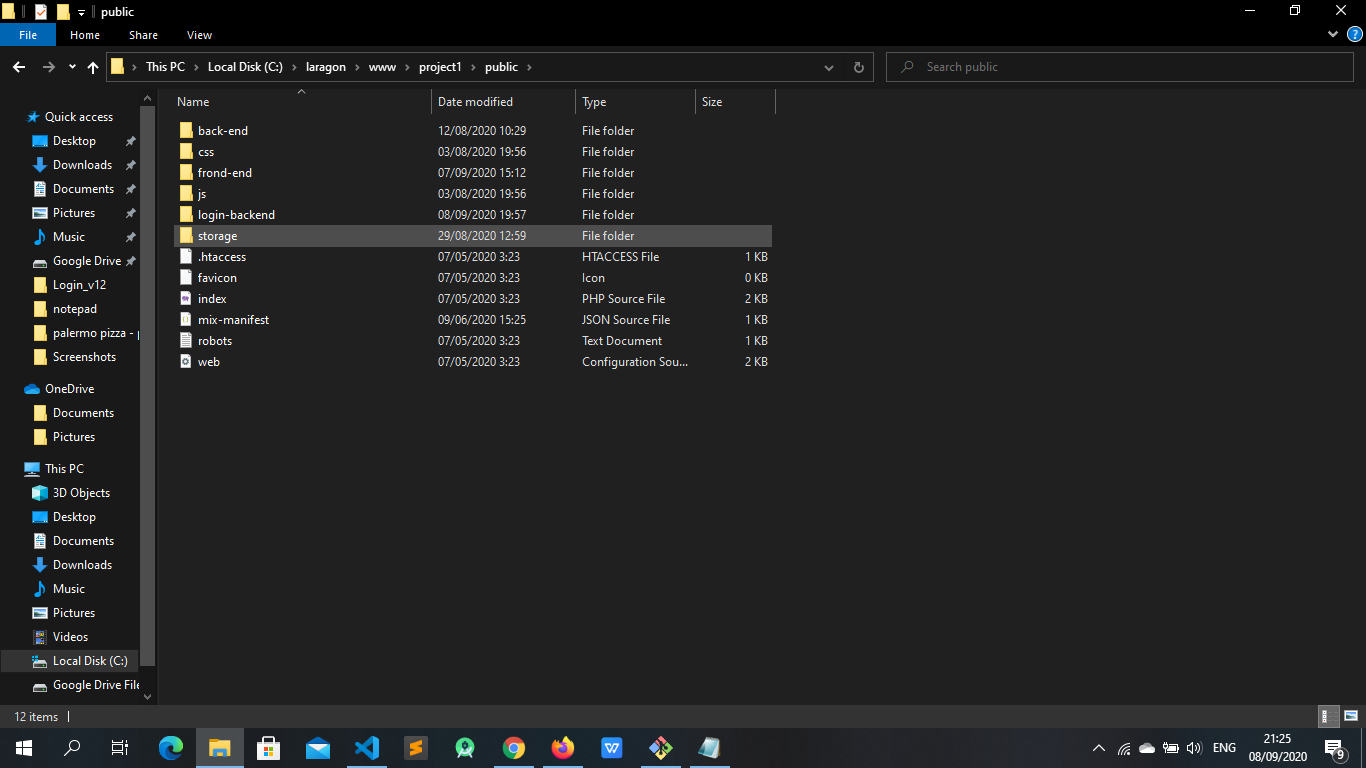 public
File Home Share View
This PC Local Disk (C:) laragon www project1 public
Search public
Name Date modified Type Size
Quick access
Desktop
Downloads
Documents
Pictures
Music
Google Drive
Login_v12
notepad
palermo pizza - p
Screenshots
OneDrive
Documents
Pictures
This PC
3D Objects
Desktop
Documents
Downloads
Music
Pictures
Videos
Local Disk (C:)
Google Drive File
back-end 12/08/2020 10:29 File folder
css 03/08/2020 19:56 File folder
frond-end 07/09/2020 15:12 File folder
js 03/08/2020 19:56 File folder
login-backend 08/09/2020 19:57 File folder
storage 29/08/2020 12:59 File folder
.htaccess 07/05/2020 3:23 HTACCESS File 1 KB
favicon 07/05/2020 3:23 Icon 0 KB
index 07/05/2020 3:23 PHP Source File 2 KB
mix-manifest 09/06/2020 15:25 JSON Source File 1 KB
robots 07/05/2020 3:23 Text Document 1 KB
web 07/05/2020 3:23 Configuration Sou... 2 KB
12 items
ENG
21:25
08/09/2020
9